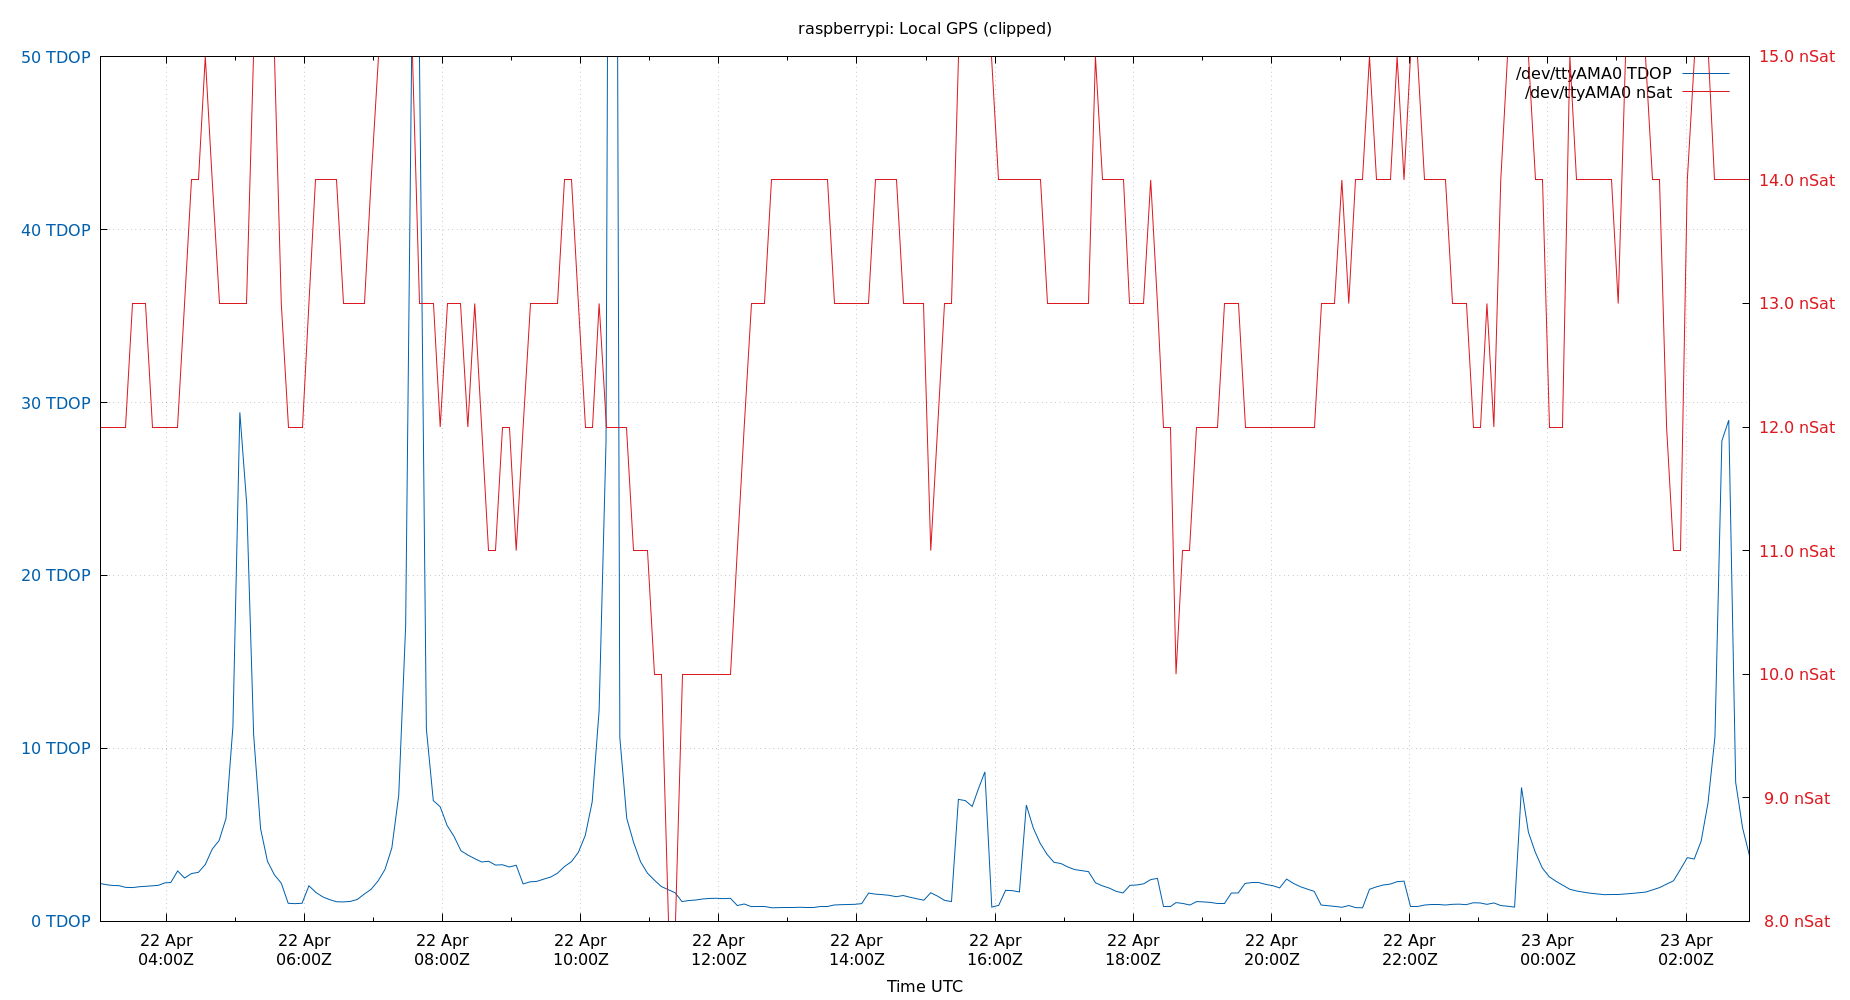 raspberrypi: Local GPS (clipped)
50 TDOP
40 TDOP
30 TDOP
20 TDOP
10 TDOP
0 TDOP
15.0 nSat
14.0 nSat
13.0 nSat
12.0 nSat
11.0 nSat
10.0 nSat
9.0 nSat
8.0 nSat
/dev/ttyAMA0 TDOP
/dev/ttyAMA0 nSat
22 Apr 22 Apr 22 Apr 22 Apr 22 Apr 22 Apr 22 Apr 22 Apr 22 Apr 22 Apr 23 Apr 23 Apr
04:00Z 06:00Z 08:00Z 10:00Z 12:00Z 14:00Z 16:00Z 18:00Z 20:00Z 22:00Z 00:00Z 02:00Z
Time UTC